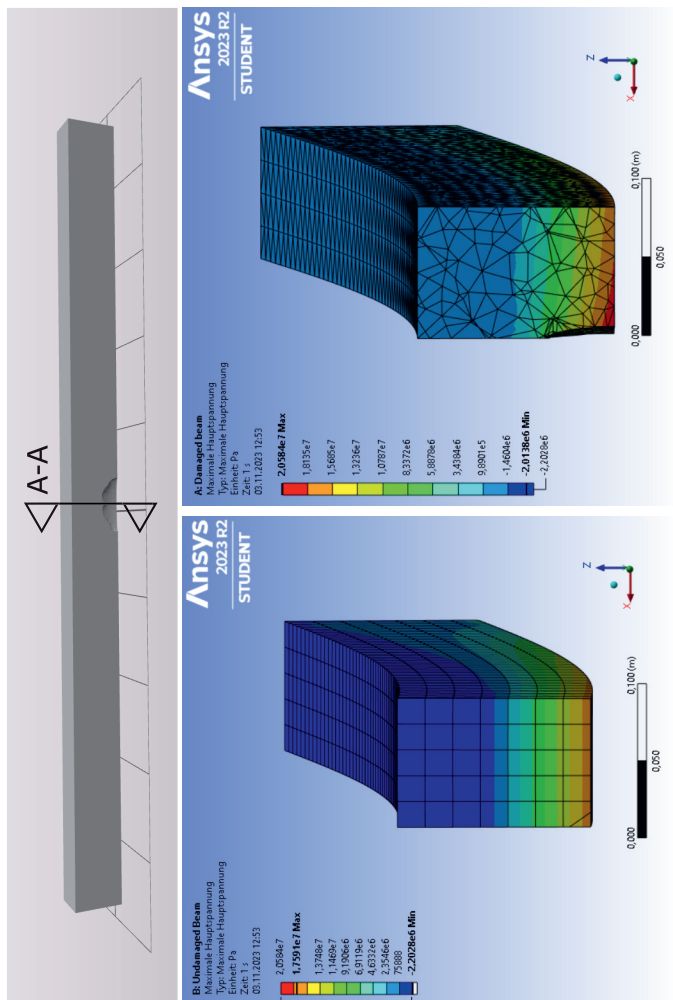 A-A
B: Undamaged Beam
Maximale Hauptspannung
Typ: Maximale Hauptspannung
Einheit: Pa
Zeit: 1 s
03.11.2023 12:53
2,0584e7
1,7591e7 Max
1,3748e7
1,1469e7
9,1906e6
6,9119e6
4,6332e6
2,3546e6
75888
-2,2028e6 Min
Ansys
2023 R2
STUDENT
0,000
0,100 (m)
0,050
Z
X
A: Damaged beam
Maximale Hauptspannung
Typ: Maximale Hauptspannung
Einheit: Pa
Zeit: 1 s
03.11.2023 12:53
2,0584e7 Max
1,8135e7
1,5685e7
1,3236e7
1,0787e7
8,3372e6
5,8878e6
3,4384e6
3,8901e5
-1,4604e6
-2,0138e6 Min
-2,2028e6
Ansys
2023 R2
STUDENT
0,000
0,100 (m)
0,050
Z
X